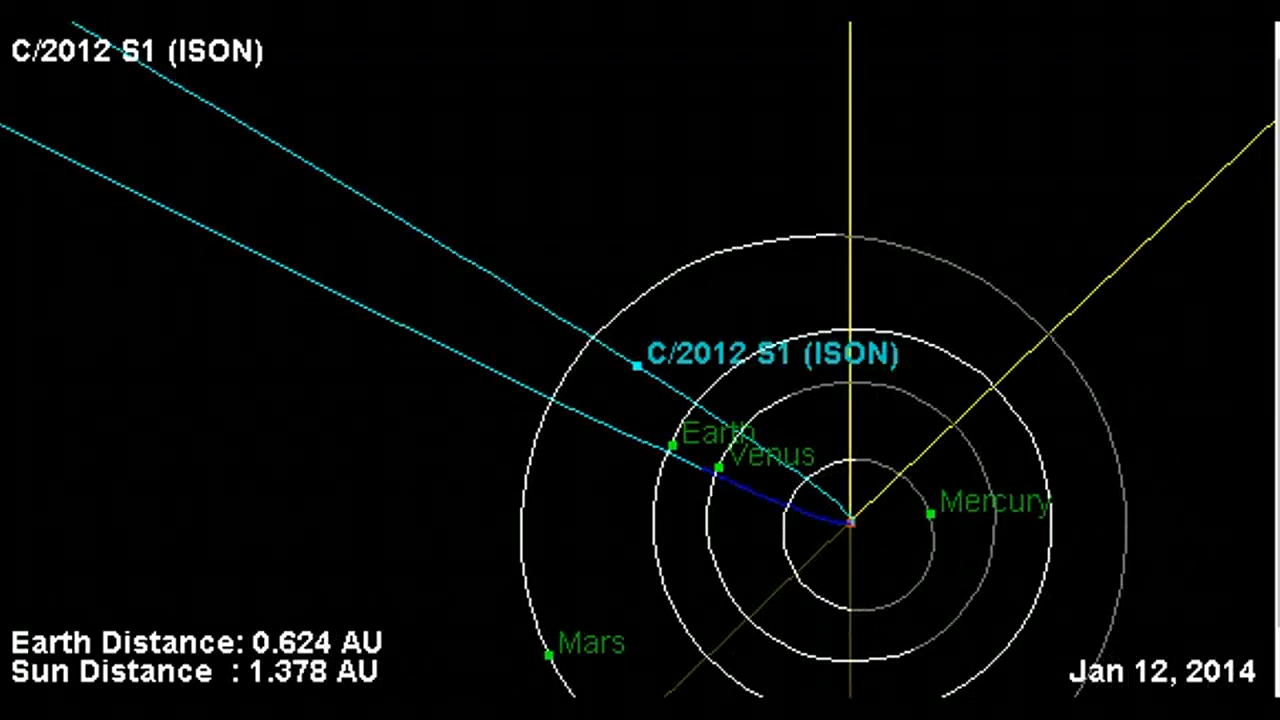 C/2012 S1 (ISON)
C/2012 S1 (ISON)
Earth
Venus
Mercury
Mars
Earth Distance: 0.624 AU
Sun Distance : 1.378 AU
Jan 12, 2014